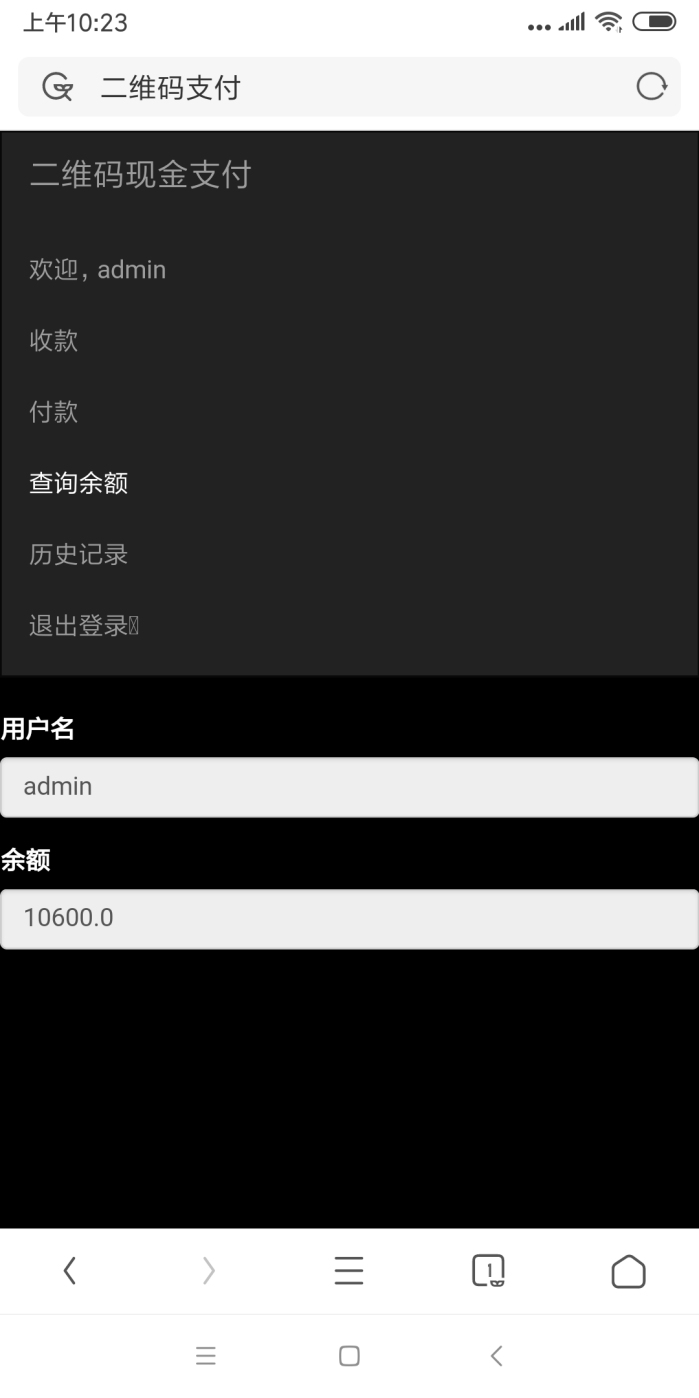 上午10:23
二维码支付
二维码现金支付
欢迎, admin
收款
付款
查询余额
历史记录
退出登录
用户名
admin
余额
10600.0
1